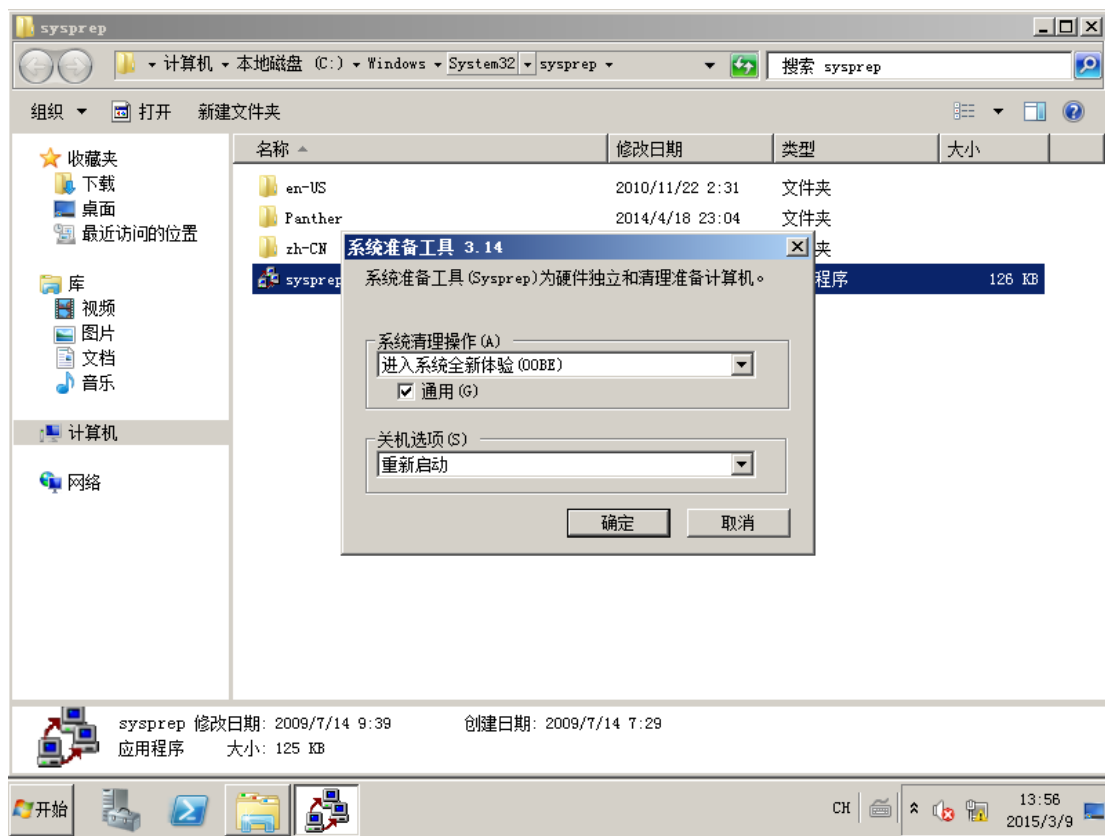 sysprep
计算机 本地磁盘 (C:) Windows System32 sysprep
搜索 sysprep
组织 打开 新建文件夹
收藏夹
下载
桌面
最近访问的位置
库
视频
图片
文档
音乐
计算机
网络
名称 修改日期 类型 大小
en-US 2010/11/22 2:31 文件夹
Panther 2014/4/18 23:04 文件夹
zh-CN 夹
sysprep 程序 126 KB
系统准备工具 3.14
系统准备工具(Sysprep)为硬件独立和清理准备计算机。
系统清理操作(A)
进入系统全新体验(OOBE)
通用(G)
关机选项(S)
重新启动
确定 取消
sysprep 修改日期: 2009/7/14 9:39 创建日期: 2009/7/14 7:29
应用程序 大小: 125 KB
开始 CH 13:56
2015/3/9